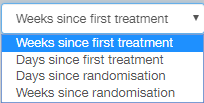 Weeks since first treatment
Weeks since first treatment
Days since first treatment
Days since randomisation
Weeks since randomisation